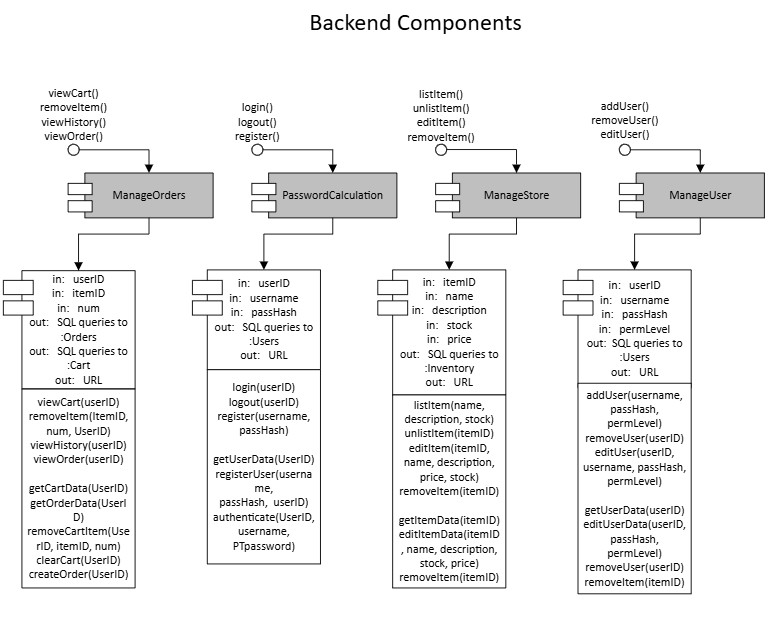 Backend Components
viewCart()
removeItem()
viewHistory()
viewOrder()
ManageOrders
in: userID
in: itemID
in: num
out: SQL queries to
:Orders
out: SQL queries to
:Cart
out: URL
viewCart(userID)
removeItem(ItemID,
num, UserID)
viewHistory(userID)
viewOrder(userID)
getCartData(UserID)
getOrderData(UserI
D)
removeCartItem(Use
rID, itemID, num)
clearCart(UserID)
createOrder(UserID)
login()
logout()
register()
PasswordCalculation
in: userID
in: username
in: passHash
out: SQL queries to
:Users
out: URL
login(userID)
logout(userID)
register(username,
passHash)
getUserData(UserID)
registerUser(userna
me,
passHash, userID)
authenticate(UserID,
username,
PTpassword)
listItem()
unlistItem()
editItem()
removeItem()
ManageStore
in: itemID
in: name
in: description
in: stock
in: price
out: SQL queries to
:Inventory
out: URL
listItem(name,
description, stock)
unlistItem(itemID)
editItem(itemID,
name, description,
price, stock)
removeItem(itemID)
getItemData(itemID)
editItemData(itemID
, name, description,
stock, price)
removeItem(itemID)
addUser()
removeUser()
editUser()
ManageUser
in: userID
in: username
in: passHash
in: permLevel
out: SQL queries to
:Users
out: URL
addUser(username,
passHash,
permLevel)
removeUser(userID)
editUser(userID,
username, passHash,
permLevel)
getUserData(userID)
editUserData(userID,
passHash,
permLevel)
removeUser(userID)
removeItem(itemID)